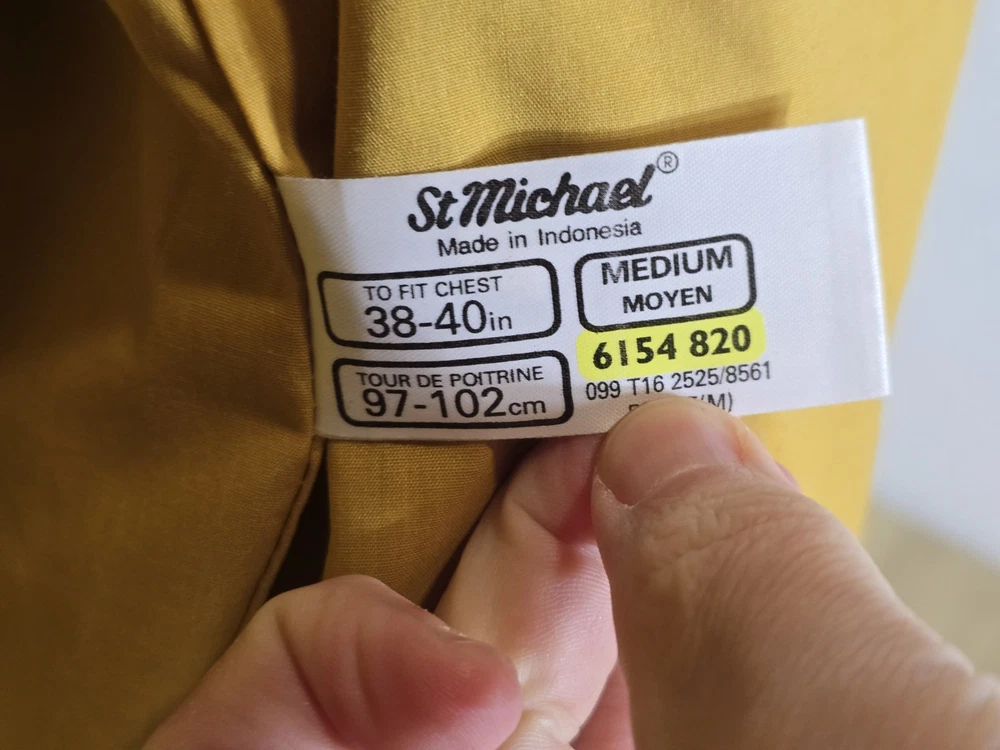 St Michael®
Made in Indonesia
TO FIT CHEST
38-40in
TOUR DE POITRINE
97-102cm
MEDIUM
MOYEN
6154 820
099 T16 2525/8561